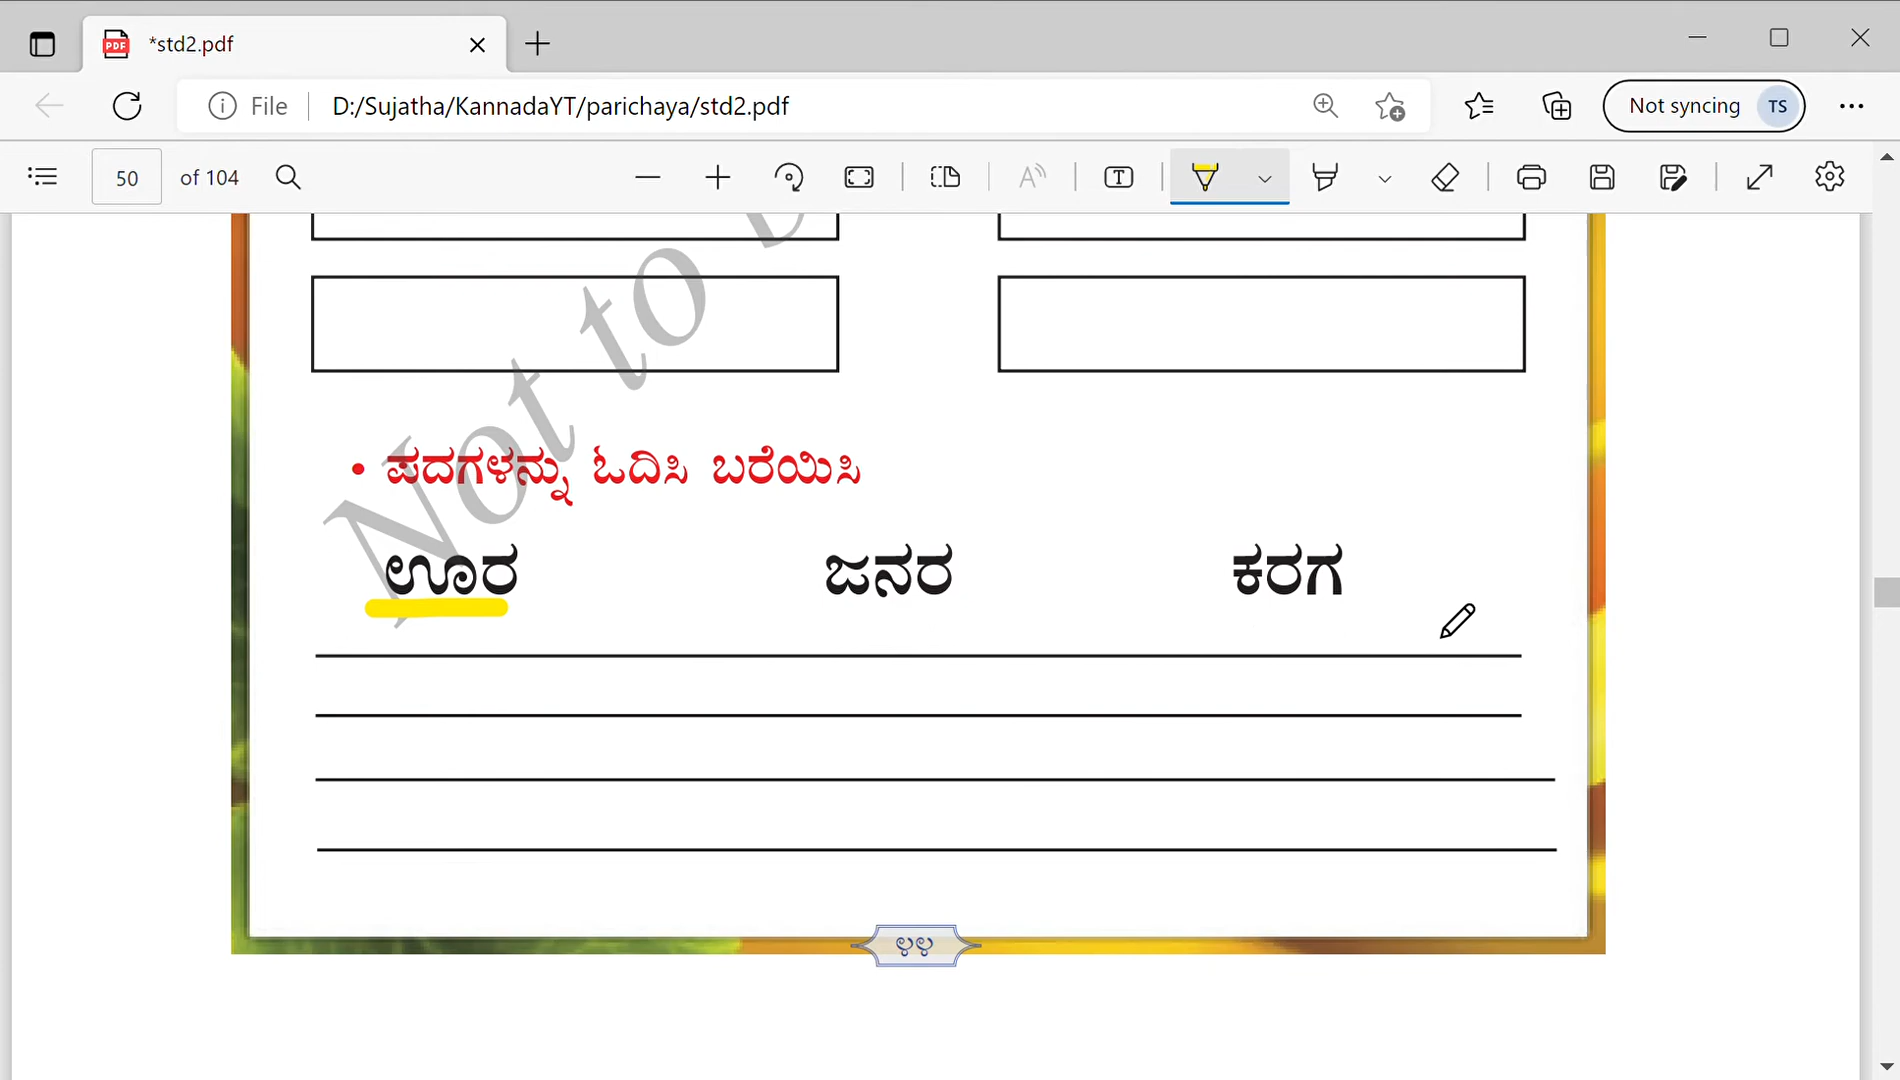 *std2.pdf
File D:/Sujatha/KannadaYT/parichaya/std2.pdf Not syncing TS
50 of 104
Not to b
• ಪದಗಳನ್ನು ಓದಿಸಿ ಬರೆಯಿಸಿ
ಊರ ಜನರ ಕರಗ
೪೪